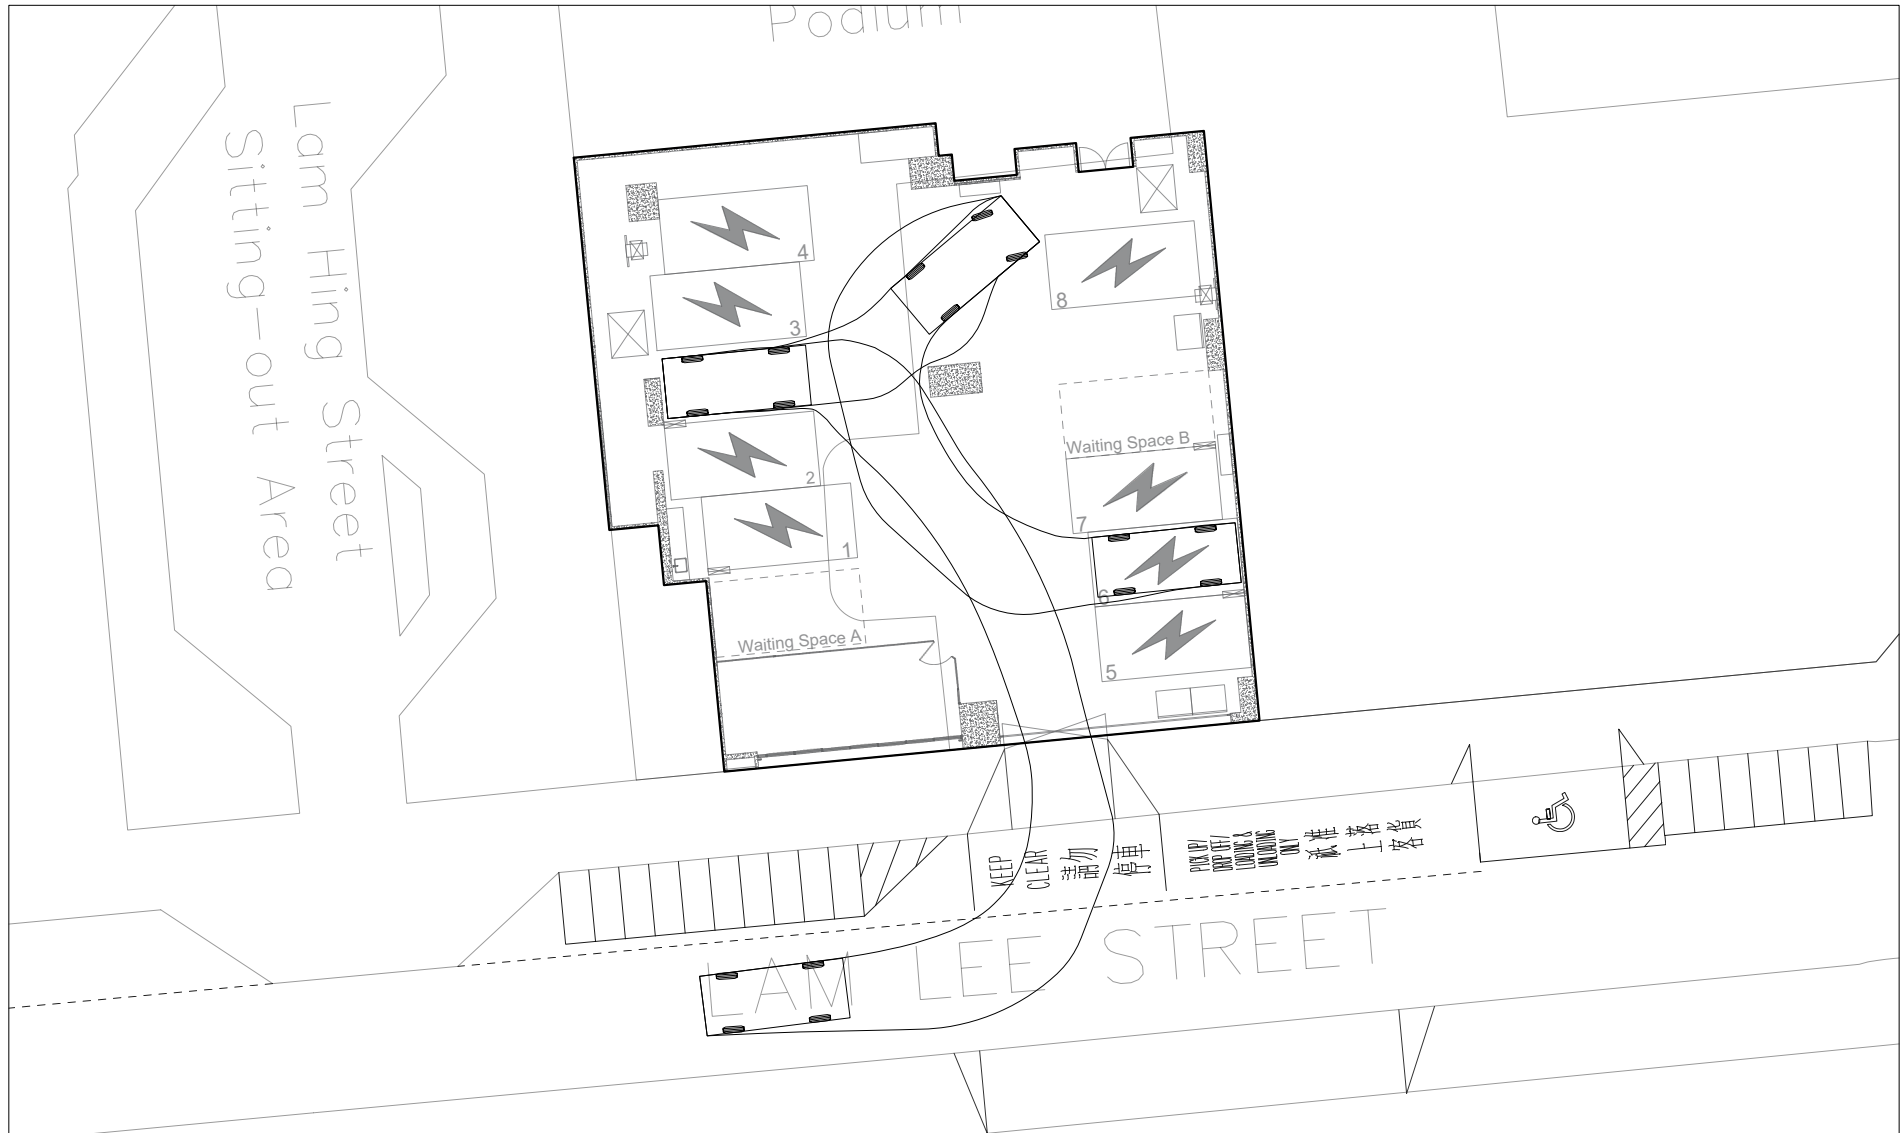 Podium
Lam Hing Street
Sitting-out Area
4
3
8
Waiting Space B
2
7
1
6
Waiting Space A
5
KEEP
CLEAR
請勿
停車
PICK UP/
DROP OFF/
LOADING &
UNLOADING
ONLY
祇准
上落
客貨
LAM LEE STREET